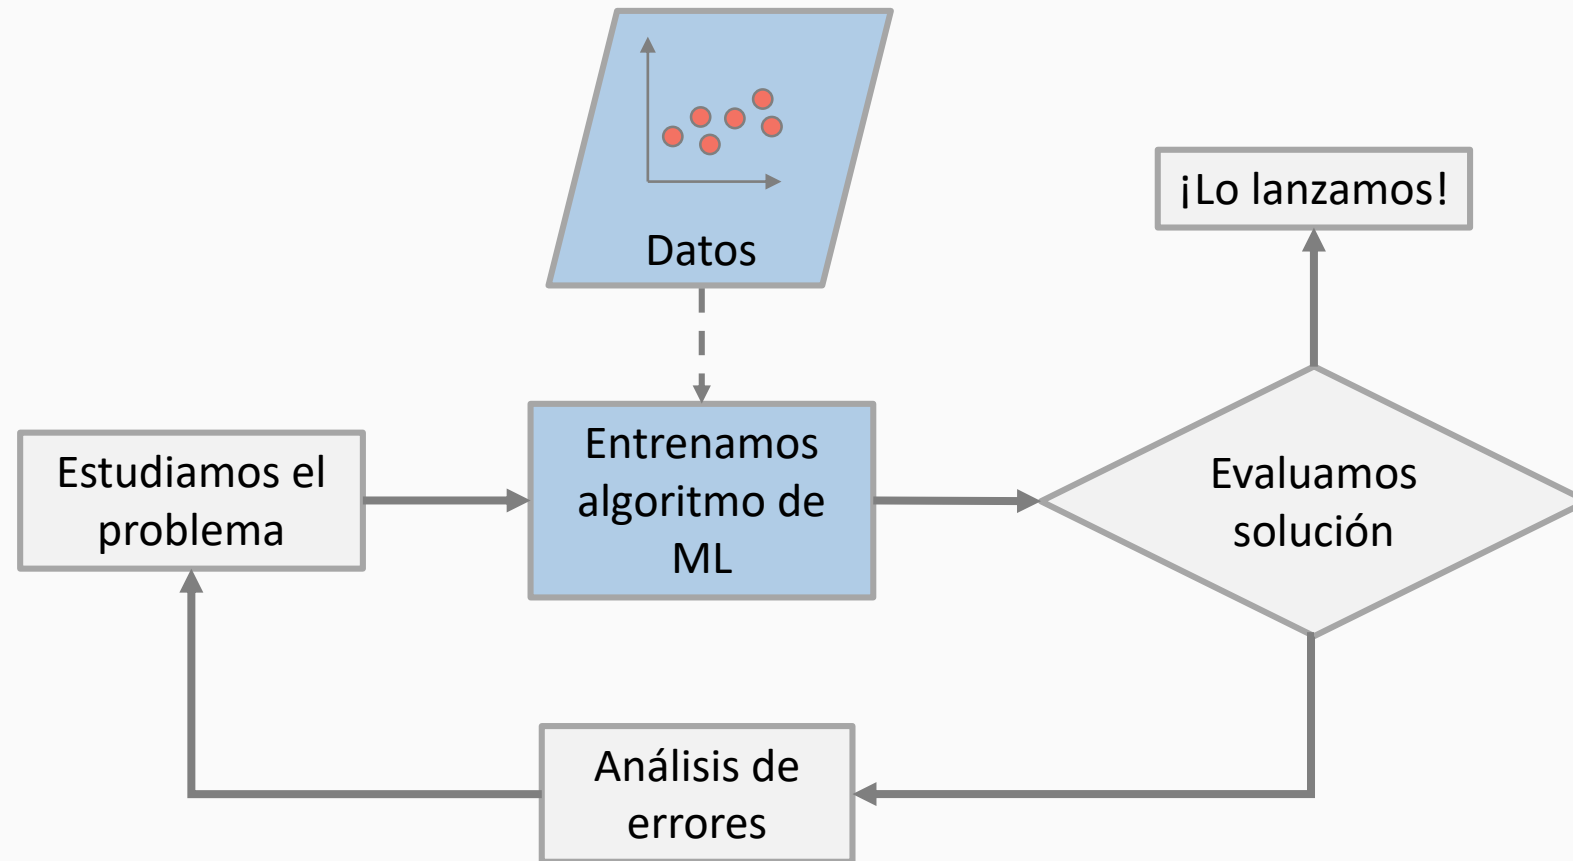 Datos
¡Lo lanzamos!
Estudiamos el
problema
Entrenamos
algoritmo de
ML
Evaluamos
solución
Análisis de
errores